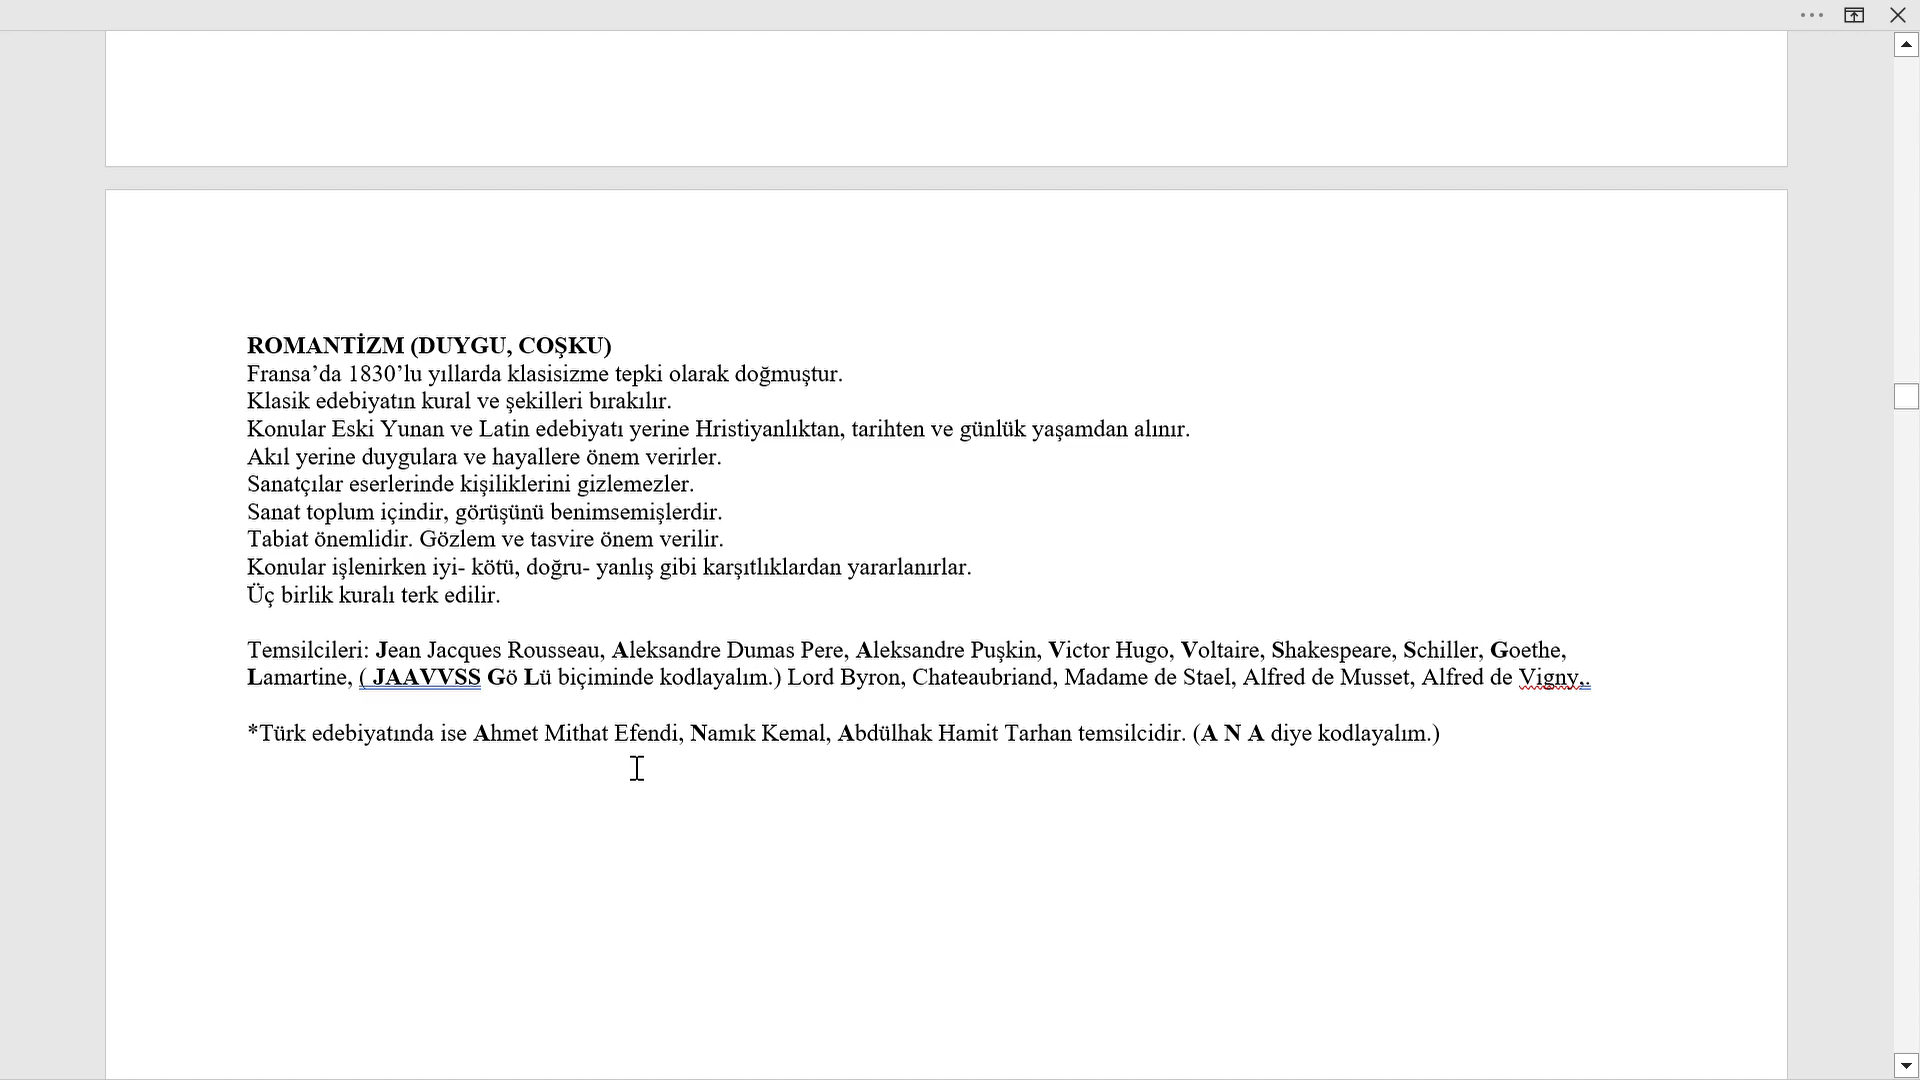 ROMANTİZM (DUYGU, COŞKU)
Fransa’da 1830’lu yıllarda klasisizme tepki olarak doğmuştur.
Klasik edebiyatın kural ve şekilleri bırakılır.
Konular Eski Yunan ve Latin edebiyatı yerine Hristiyanlıktan, tarihten ve günlük yaşamdan alınır.
Akıl yerine duygulara ve hayallere önem verirler.
Sanatçılar eserlerinde kişiliklerini gizlemezler.
Sanat toplum içindir, görüşünü benimsemişlerdir.
Tabiat önemlidir. Gözlem ve tasvire önem verilir.
Konular işlenirken iyi- kötü, doğru- yanlış gibi karşıtlıklardan yararlanırlar.
Üç birlik kuralı terk edilir.
Temsilcileri: Jean Jacques Rousseau, Aleksandre Dumas Pere, Aleksandre Puşkin, Victor Hugo, Voltaire, Shakespeare, Schiller, Goethe,
Lamartine, ( JAAVVSS Gö Lü biçiminde kodlayalım.) Lord Byron, Chateaubriand, Madame de Stael, Alfred de Musset, Alfred de Vigny,..
*Türk edebiyatında ise Ahmet Mithat Efendi, Namık Kemal, Abdülhak Hamit Tarhan temsilcidir. (A N A diye kodlayalım.)